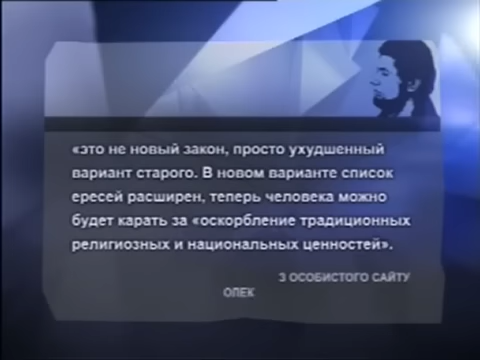 «это не новый закон, просто ухудшенный
вариант старого. В новом варианте список
ересей расширен, теперь человека можно
будет карать за «оскорбление традиционных
религиозных и национальных ценностей».
З ОСОБИСТОГО САЙТУ
ОПЕК